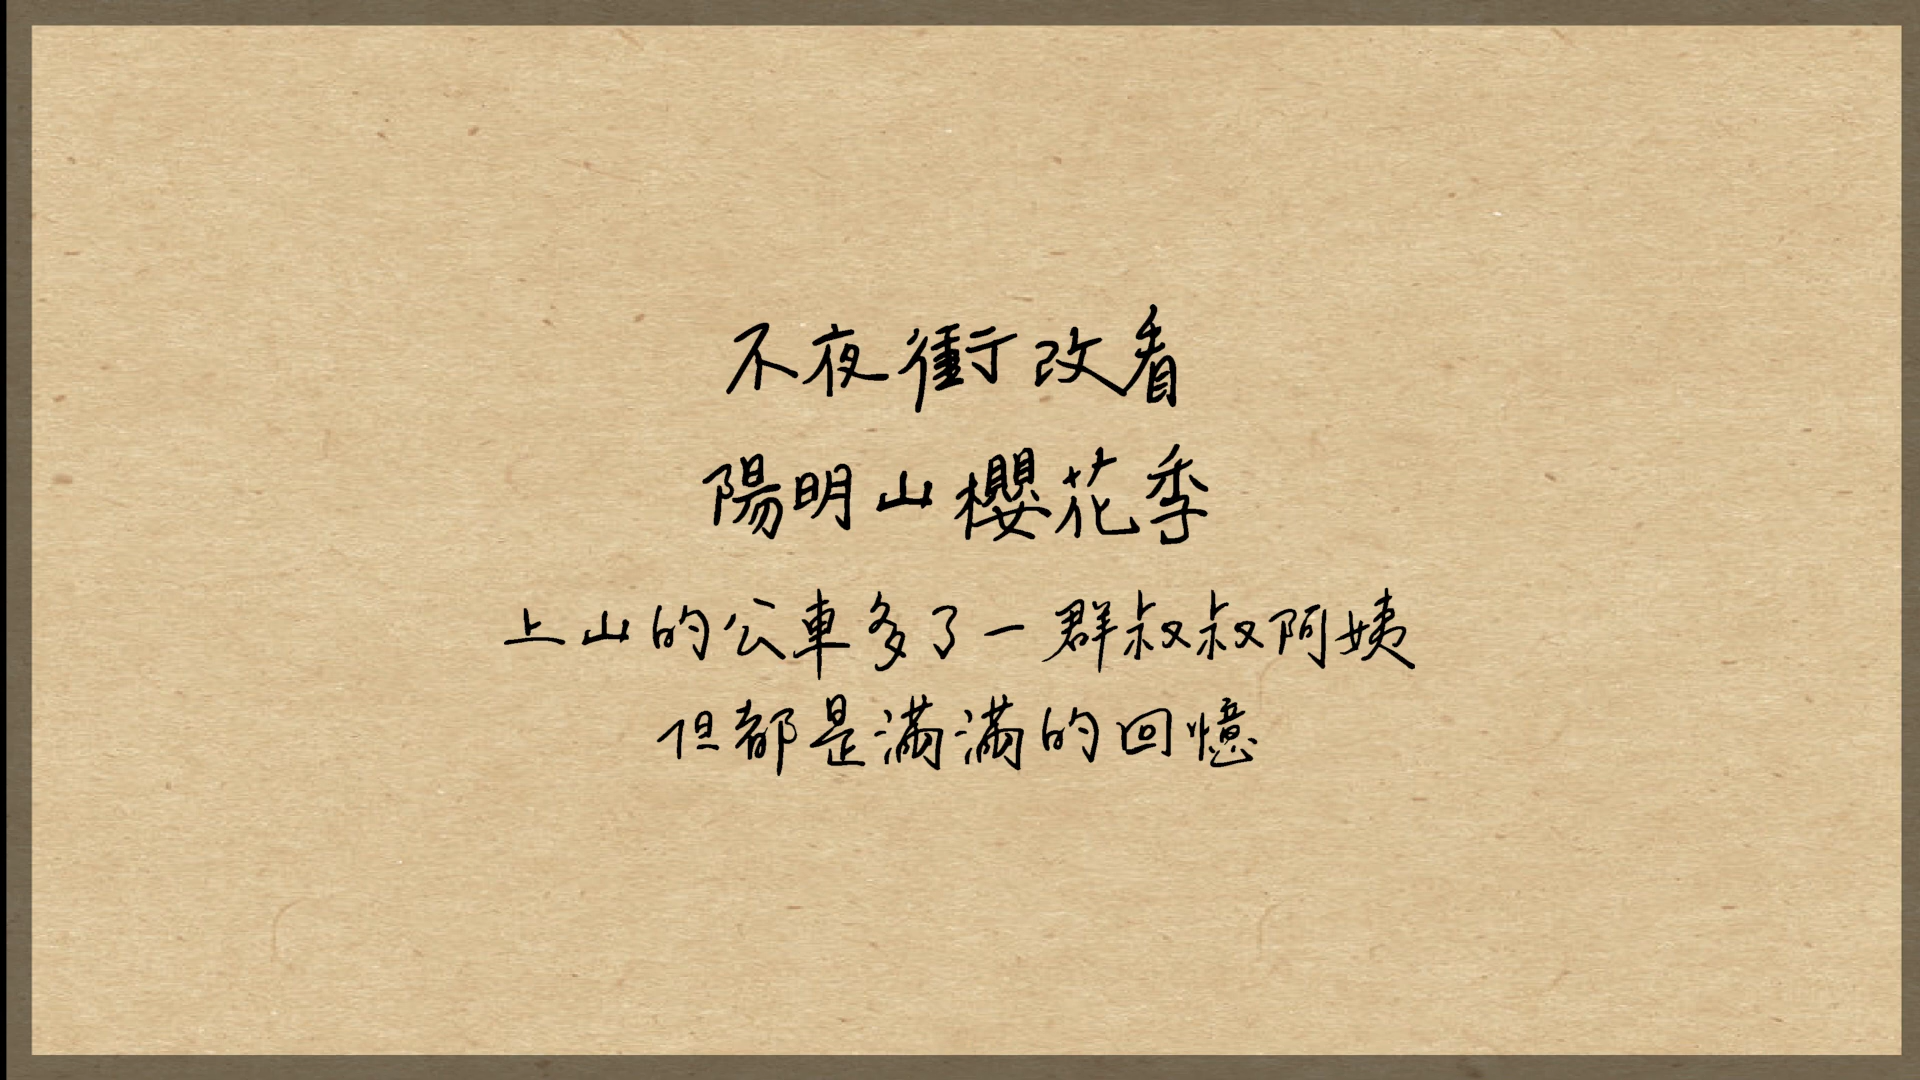 不夜衝改看
陽明山櫻花季
上山的公車多了一群叔叔阿姨
但都是滿滿的回憶